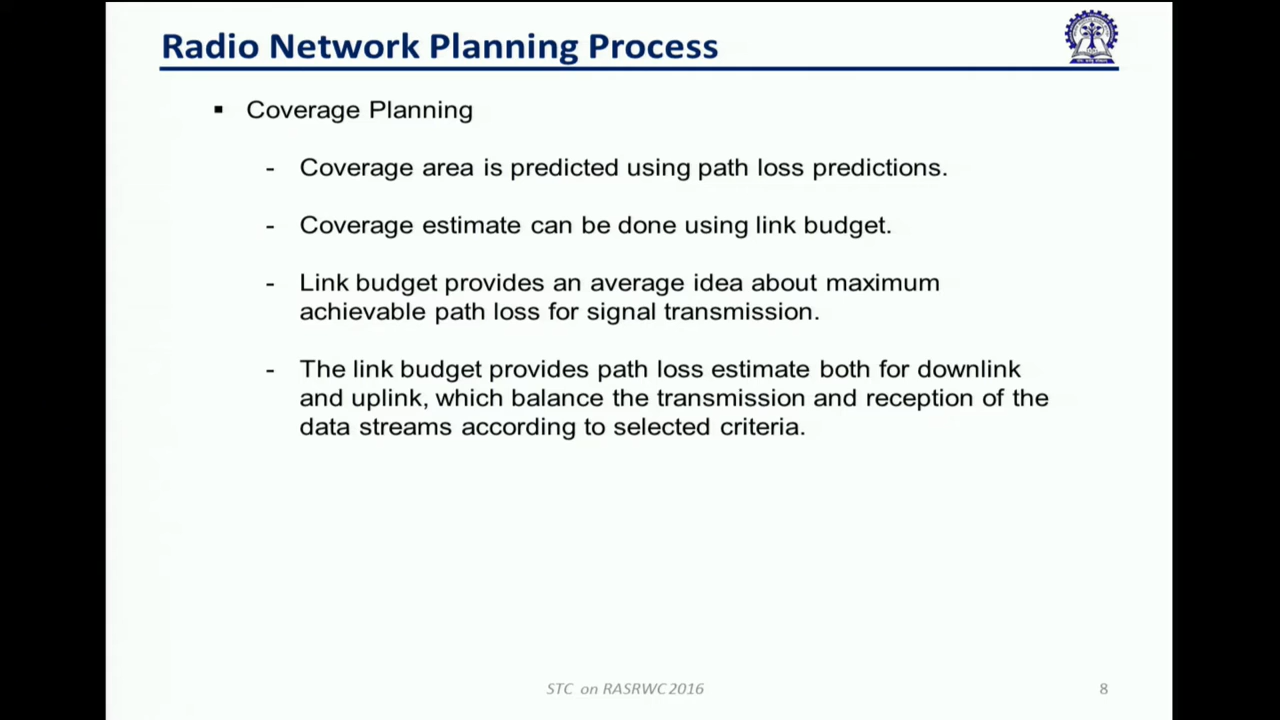 Radio Network Planning Process
▪ Coverage Planning
- Coverage area is predicted using path loss predictions.
- Coverage estimate can be done using link budget.
- Link budget provides an average idea about maximum
achievable path loss for signal transmission.
- The link budget provides path loss estimate both for downlink
and uplink, which balance the transmission and reception of the
data streams according to selected criteria.
STC on RASRWC2016
8